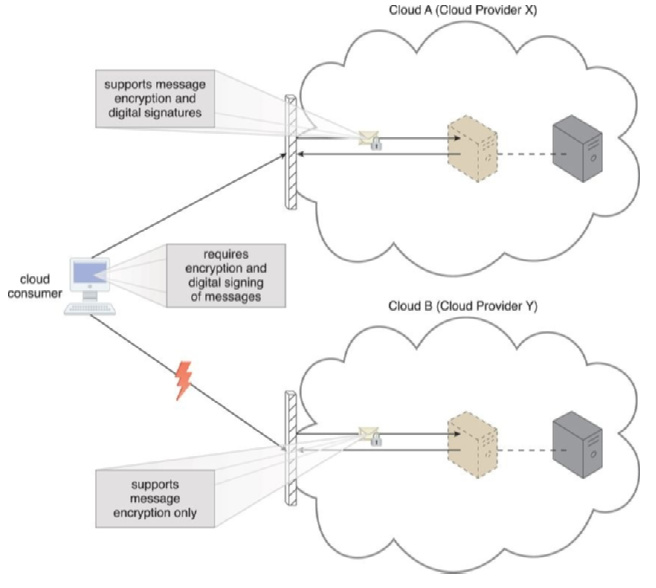 Cloud A (Cloud Provider X)
supports message
encryption and
digital signatures
requires
encryption and
digital signing
of messages
cloud
consumer
Cloud B (Cloud Provider Y)
supports
message
encryption only